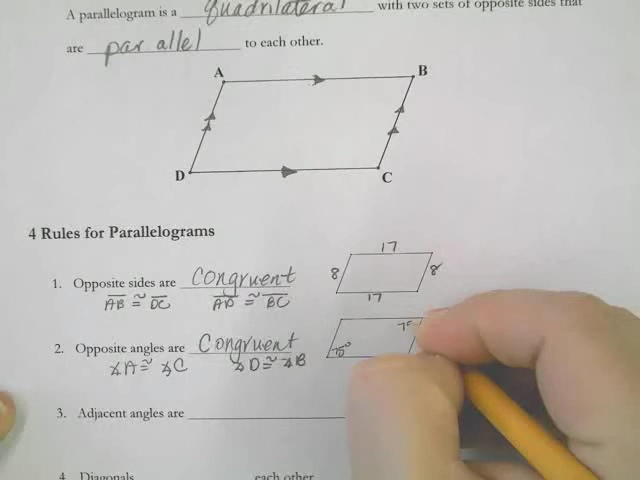 A parallelogram is a quadrilateral with two sets of opposite sides that
are parallel to each other.
A B
D C
4 Rules for Parallelograms
17
1. Opposite sides are Congruent 8 8
AB ≅ DC AD ≅ BC 17
2. Opposite angles are Congruent
75°
∡A ≅ ∡C ∡D ≅ ∡B
3. Adjacent angles are
4. Diagonals each other